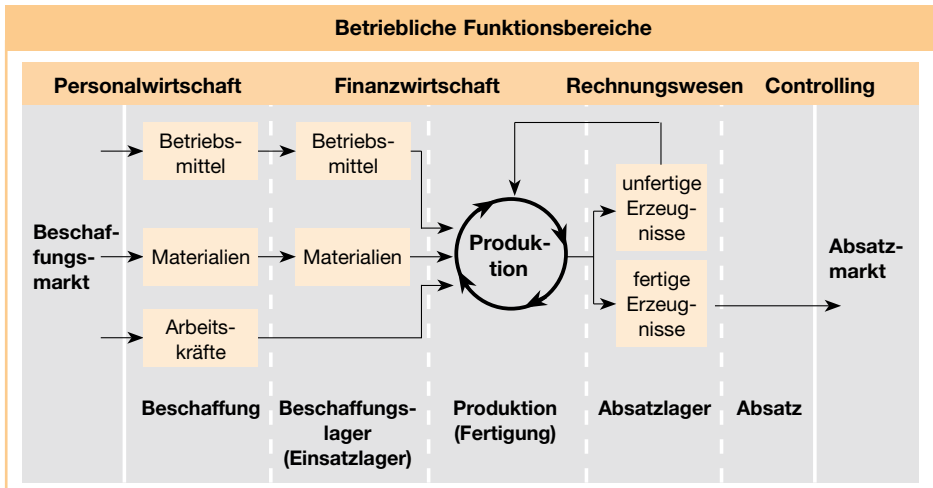 Betriebliche Funktionsbereiche
Personalwirtschaft Finanzwirtschaft Rechnungswesen Controlling
Betriebs-
mittel
Betriebs-
mittel
unfertige
Erzeug-
nisse
Beschaf-
fungs-
markt
Materialien
Materialien
Produk-
tion
Absatz-
markt
fertige
Erzeug-
nisse
Arbeits-
kräfte
Beschaffung
Beschaffungs-
lager
(Einsatzlager)
Produktion
(Fertigung)
Absatzlager
Absatz